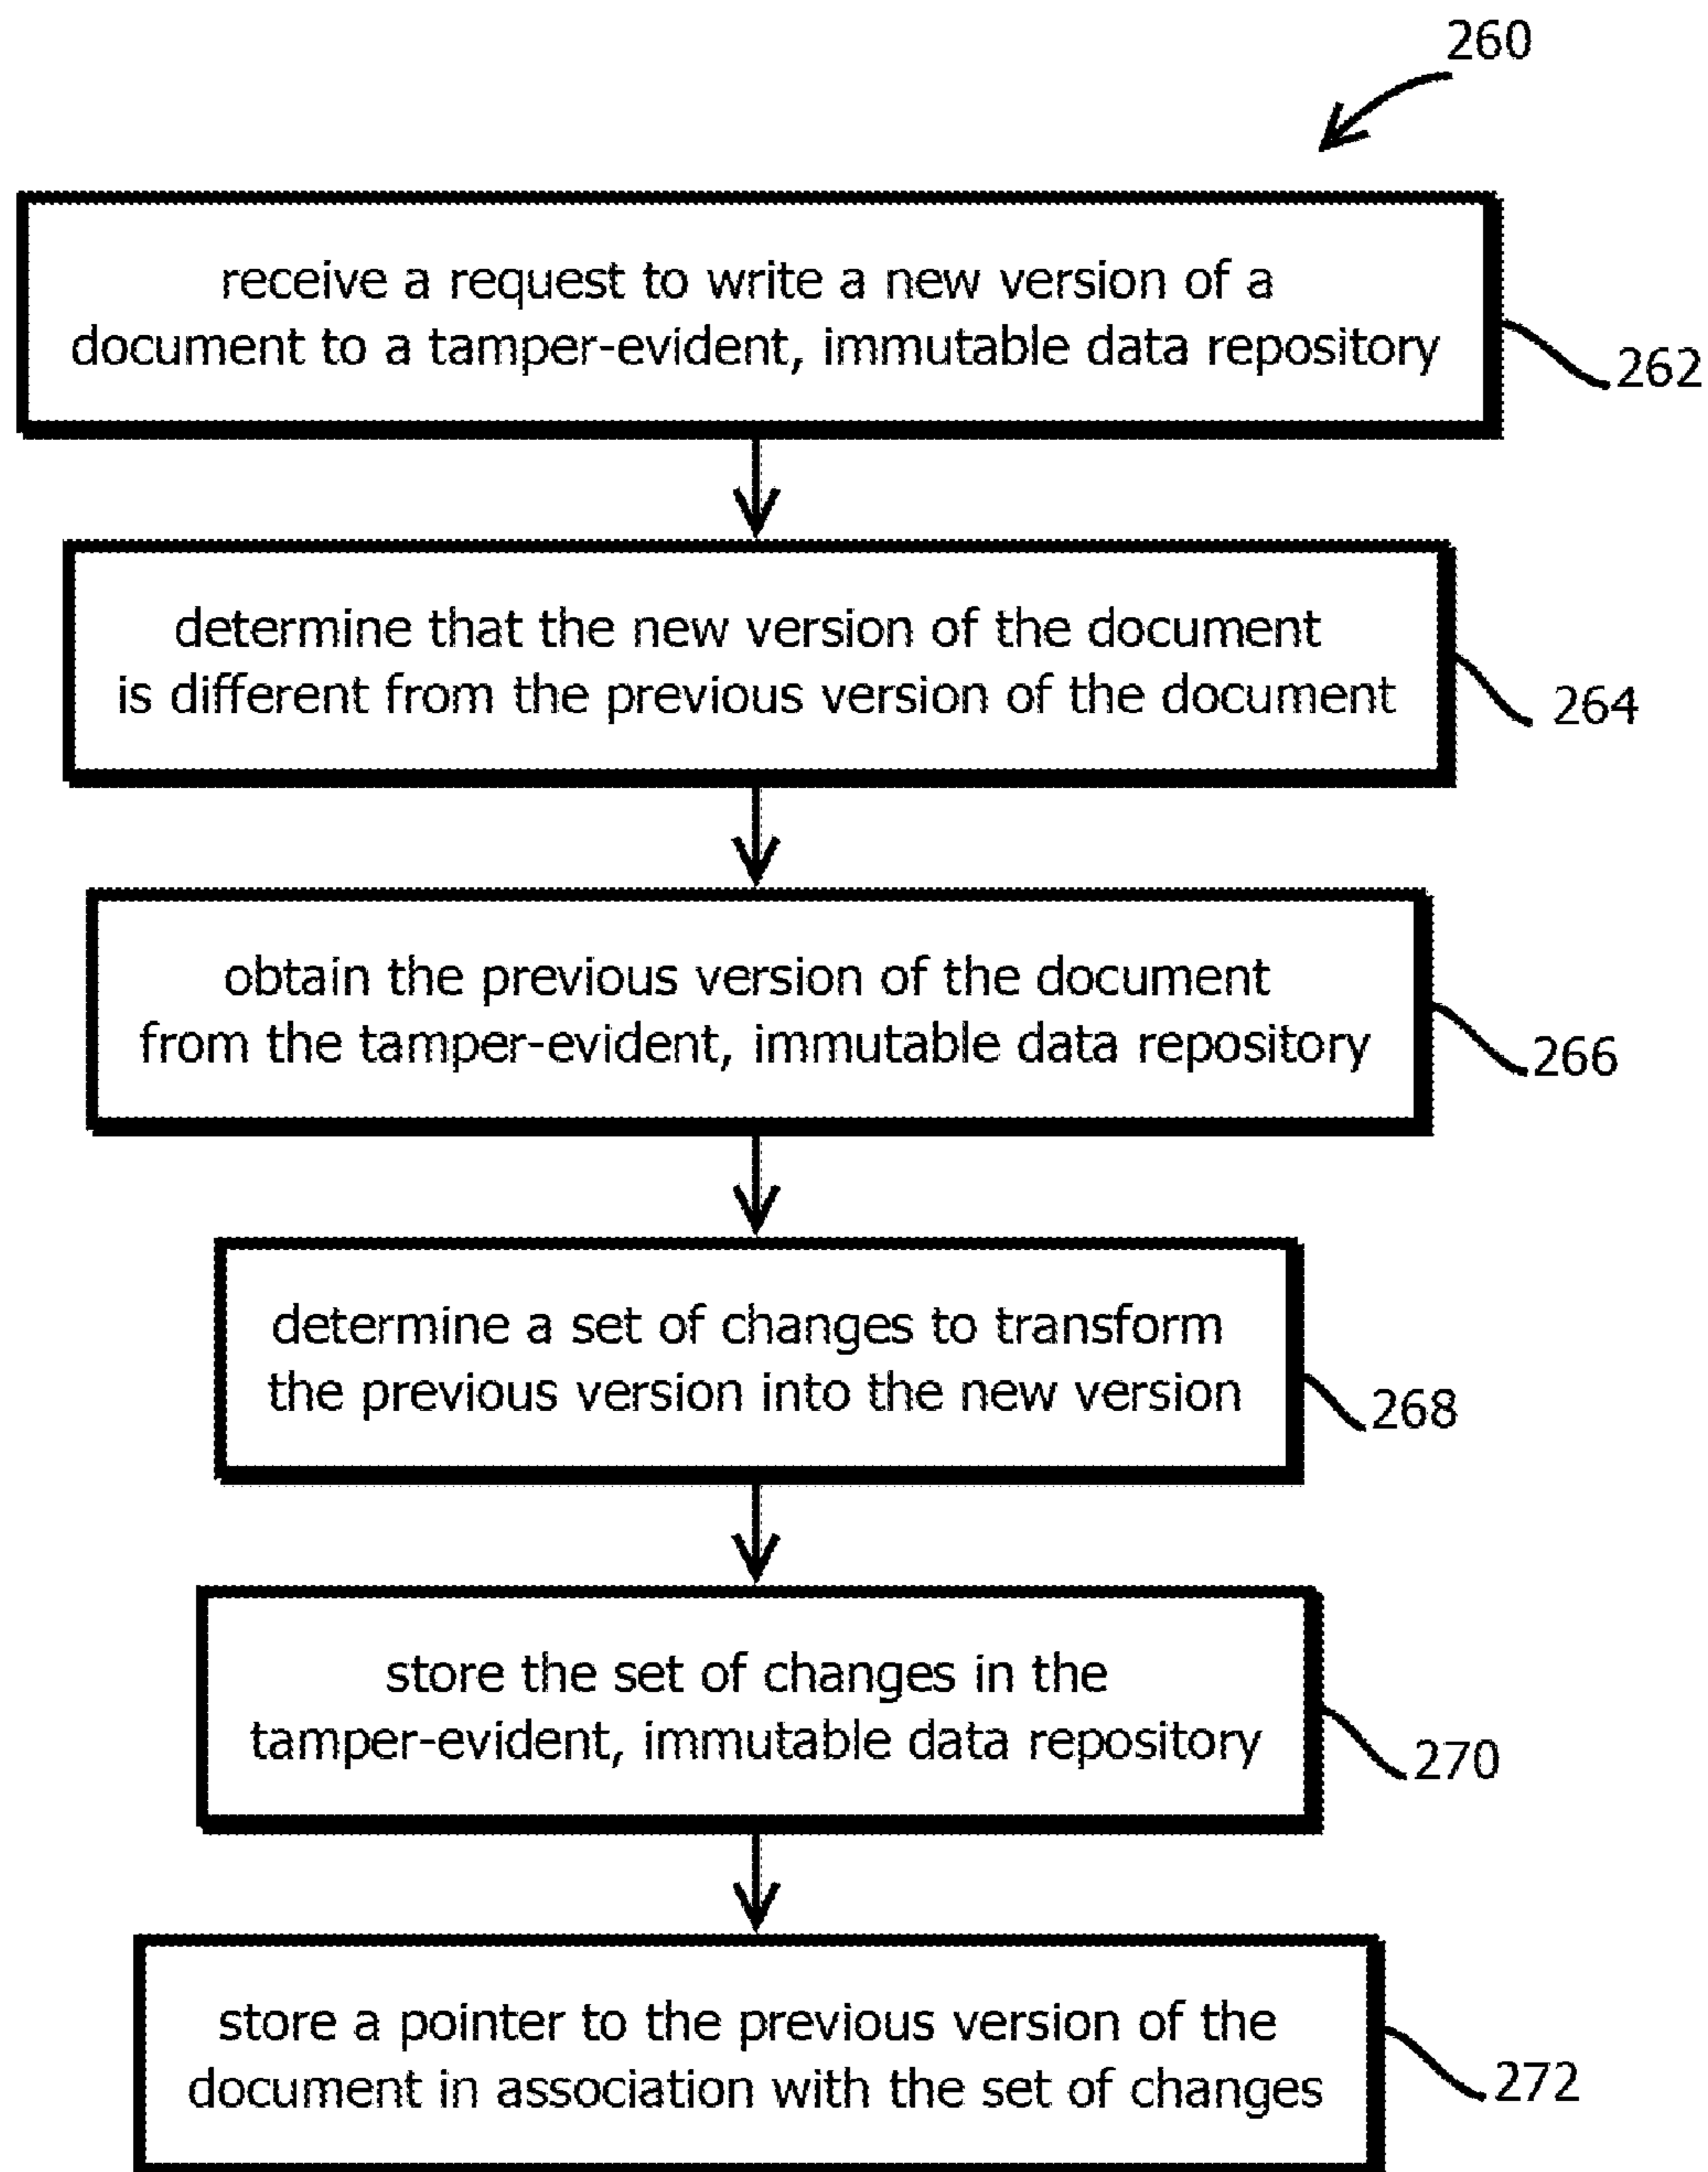 260
receive a request to write a new version of a
document to a tamper-evident, immutable data repository
262
determine that the new version of the document
is different from the previous version of the document
264
obtain the previous version of the document
from the tamper-evident, immutable data repository
266
determine a set of changes to transform
the previous version into the new version
268
store the set of changes in the
tamper-evident, immutable data repository
270
store a pointer to the previous version of the
document in association with the set of changes
272